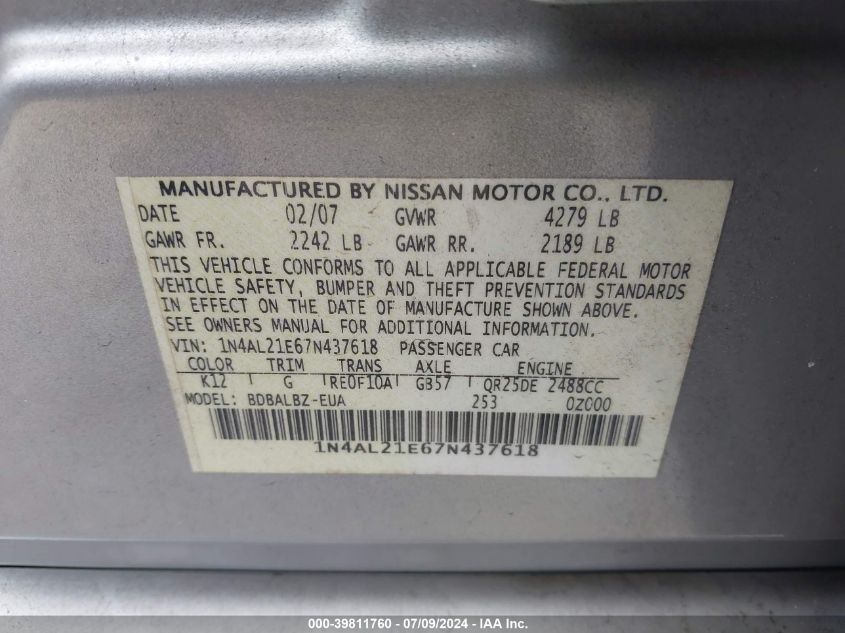 MANUFACTURED BY NISSAN MOTOR CO., LTD.
DATE 02/07 GVWR 4279 LB
GAWR FR. 2242 LB GAWR RR. 2189 LB
THIS VEHICLE CONFORMS TO ALL APPLICABLE FEDERAL MOTOR
VEHICLE SAFETY, BUMPER AND THEFT PREVENTION STANDARDS
IN EFFECT ON THE DATE OF MANUFACTURE SHOWN ABOVE.
SEE OWNERS MANUAL FOR ADDITIONAL INFORMATION.
VIN: 1N4AL21E67N437618 PASSENGER CAR
COLOR TRIM TRANS AXLE ENGINE
K12 G RE0F10A G357 QR25DE 2488CC
MODEL: BDBALBZ-EUA 253 0Z000
1N4AL21E67N437618
000-39811760 - 07/09/2024 - IAA Inc.